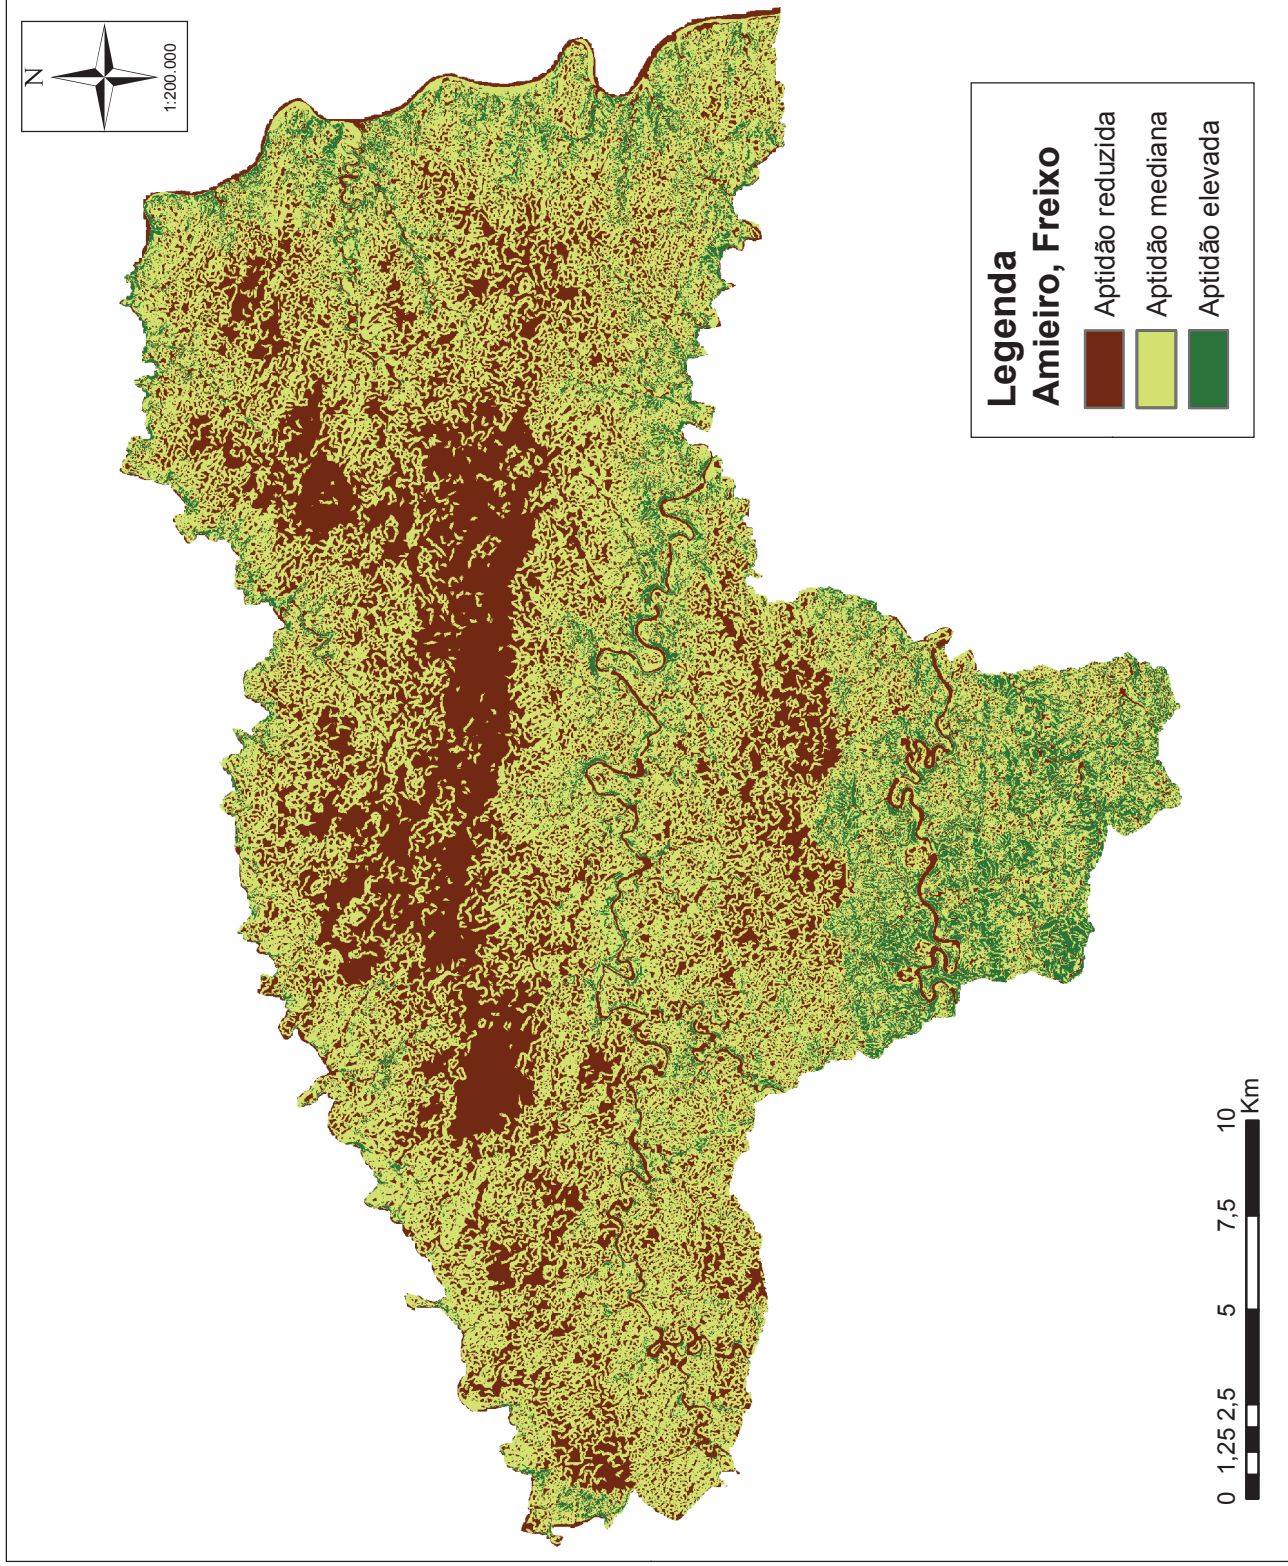 N
1:200.000
Legenda
Amieiro, Freixo
Aptidão reduzida
Aptidão mediana
Aptidão elevada
0 1,25 2,5 5 7,5 10
Km